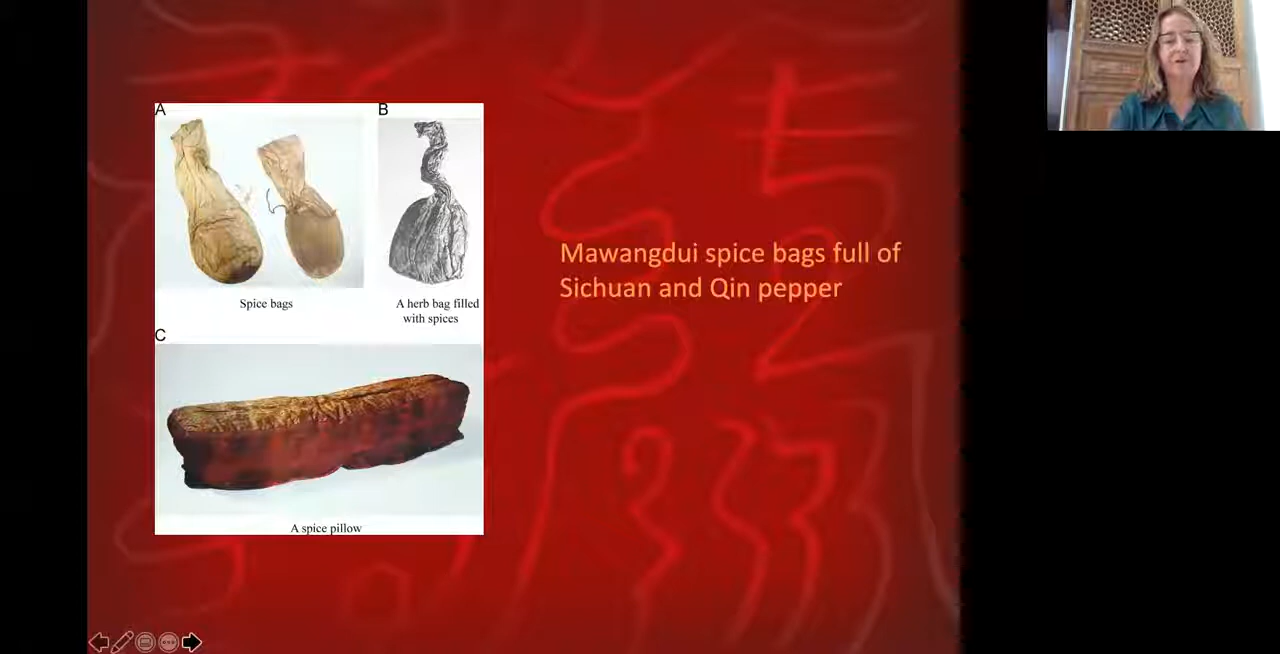 A
B
Spice bags
A herb bag filled
with spices
C
A spice pillow
Mawangdui spice bags full of
Sichuan and Qin pepper